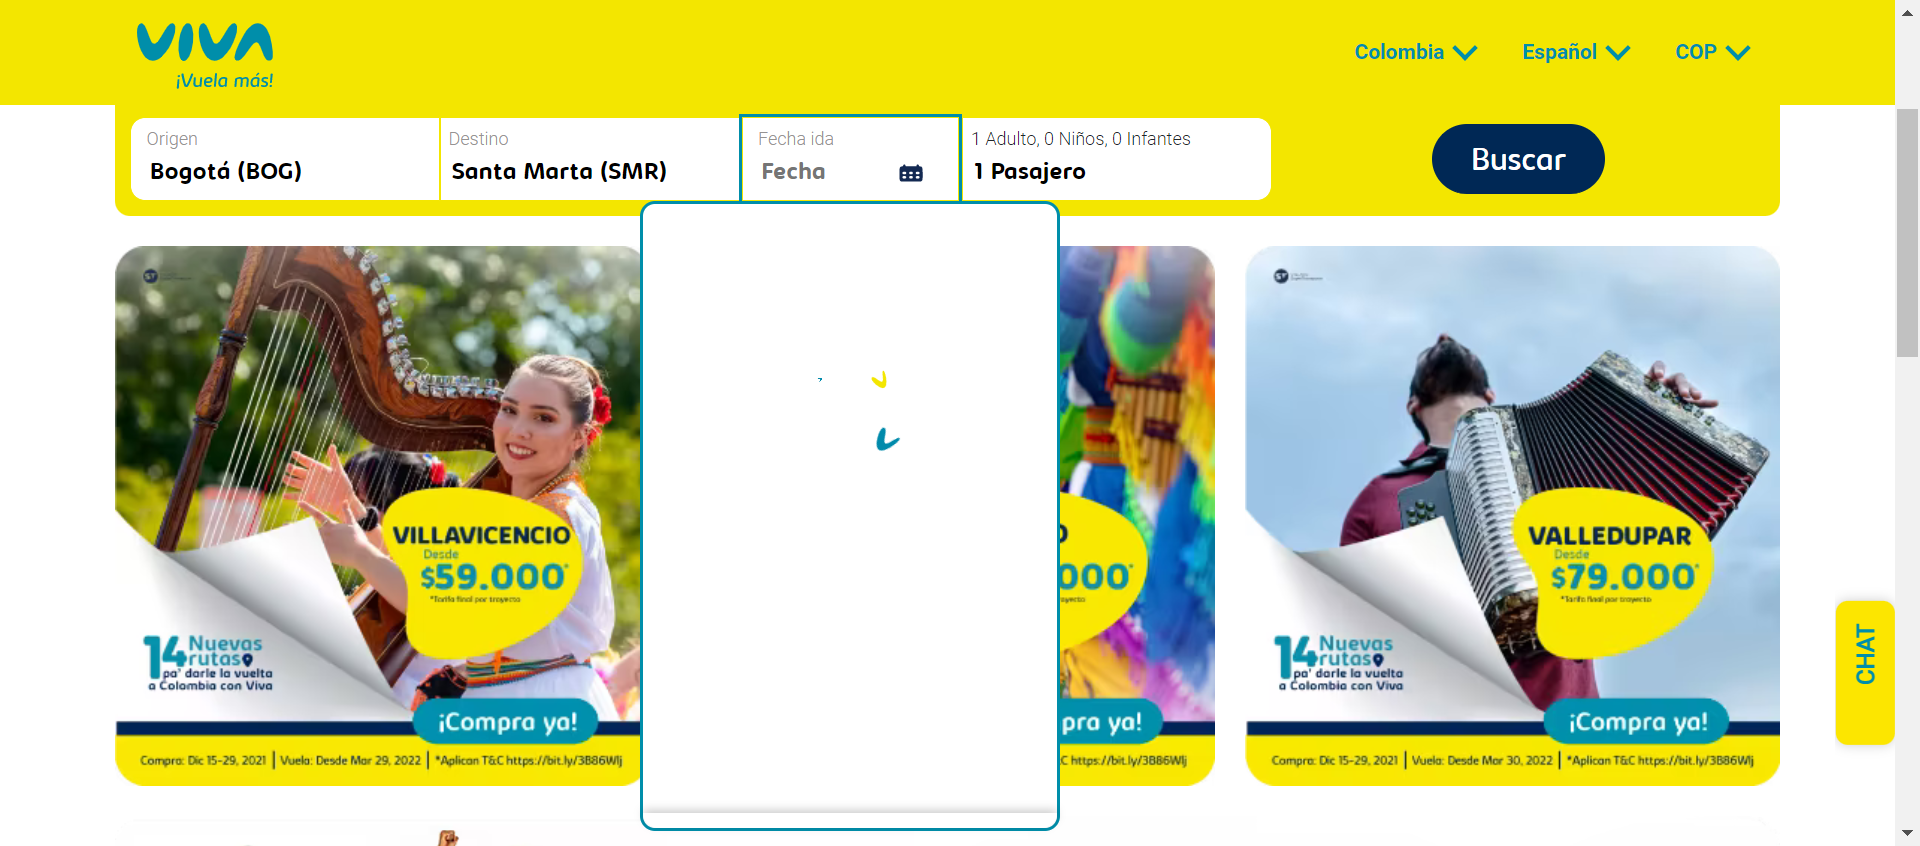 VIVA
¡Vuela más!
Colombia
Español
COP
Origen
Bogotá (BOG)
Destino
Santa Marta (SMR)
Fecha ida
Fecha
1 Adulto, 0 Niños, 0 Infantes
1 Pasajero
Buscar
VILLAVICENCIO
Desde
$59.000*
*Tarifa final por trayecto
14 Nuevas
rutas
pa' darle la vuelta
a Colombia con Viva
¡Compra ya!
Compra: Dic 15-29, 2021 | Vuela: Desde Mar 29, 2022 | *Aplican T&C https://bit.ly/3B86Wlj
O
000*
yecto
pra ya!
C https://bit.ly/3B86Wlj
VALLEDUPAR
Desde
$79.000*
*Tarifa final por trayecto
14 Nuevas
rutas
pa' darle la vuelta
a Colombia con Viva
¡Compra ya!
Compra: Dic 15-29, 2021 | Vuela: Desde Mar 30, 2022 | *Aplican T&C https://bit.ly/3B86Wlj
CHAT